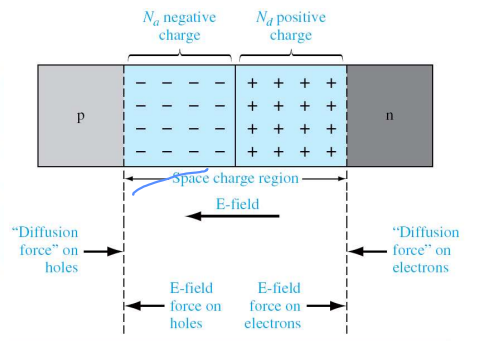 Nₐ negative
charge
N_d positive
charge
p
− − − − + + + +
− − − − + + + +
− − − − + + + +
− − − − + + + +
n
Space charge region
E-field
“Diffusion
force” on
holes
“Diffusion
force” on
electrons
E-field
force on
holes
E-field
force on
electrons